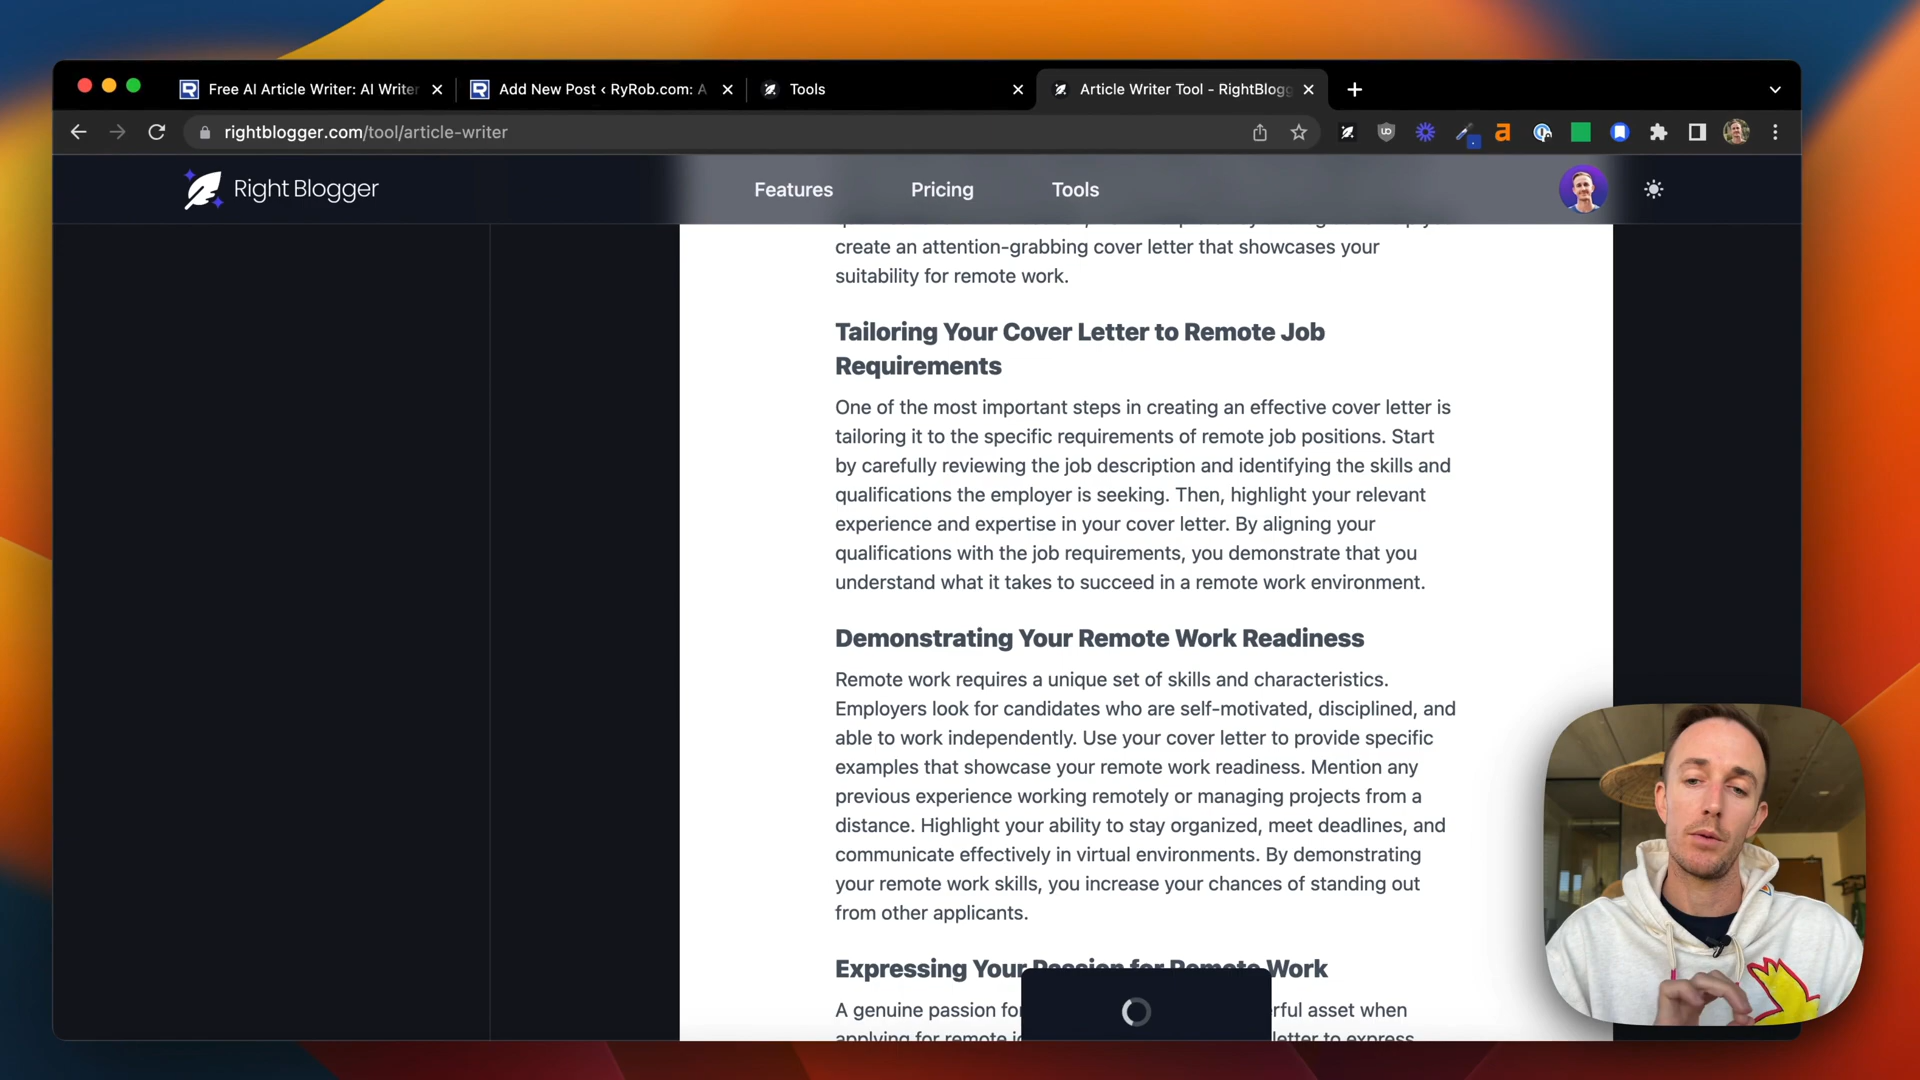 Free AI Article Writer: AI Writer
Add New Post ‹ RyRob.com: A
Tools
Article Writer Tool - RightBlogg
rightblogger.com/tool/article-writer
Right Blogger
Features
Pricing
Tools
create an attention-grabbing cover letter that showcases your
suitability for remote work.
Tailoring Your Cover Letter to Remote Job
Requirements
One of the most important steps in creating an effective cover letter is
tailoring it to the specific requirements of remote job positions. Start
by carefully reviewing the job description and identifying the skills and
qualifications the employer is seeking. Then, highlight your relevant
experience and expertise in your cover letter. By aligning your
qualifications with the job requirements, you demonstrate that you
understand what it takes to succeed in a remote work environment.
Demonstrating Your Remote Work Readiness
Remote work requires a unique set of skills and characteristics.
Employers look for candidates who are self-motivated, disciplined, and
able to work independently. Use your cover letter to provide specific
examples that showcase your remote work readiness. Mention any
previous experience working remotely or managing projects from a
distance. Highlight your ability to stay organized, meet deadlines, and
communicate effectively in virtual environments. By demonstrating
your remote work skills, you increase your chances of standing out
from other applicants.
Expressing Your Passion for Remote Work
A genuine passion for rful asset when
applying for remote letter to express